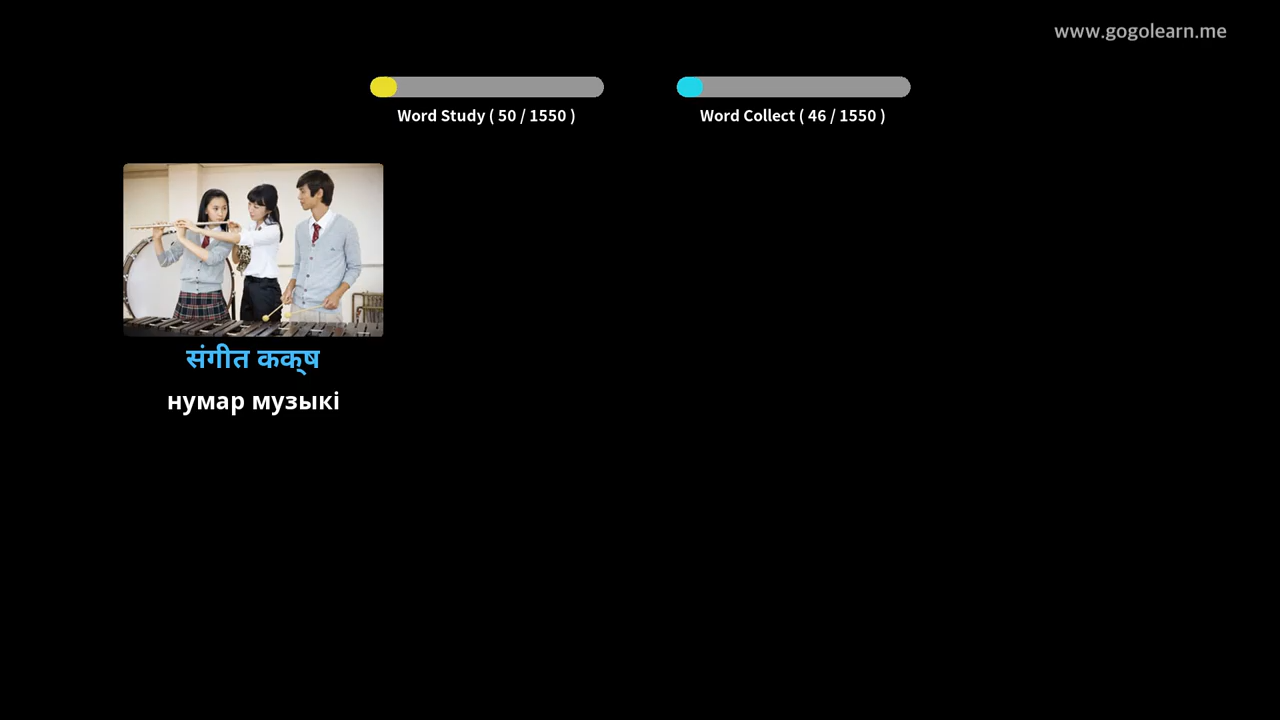 www.gogolearn.me
Word Study ( 50 / 1550 )
Word Collect ( 46 / 1550 )
संगीत कक्ष
нумар музыкі